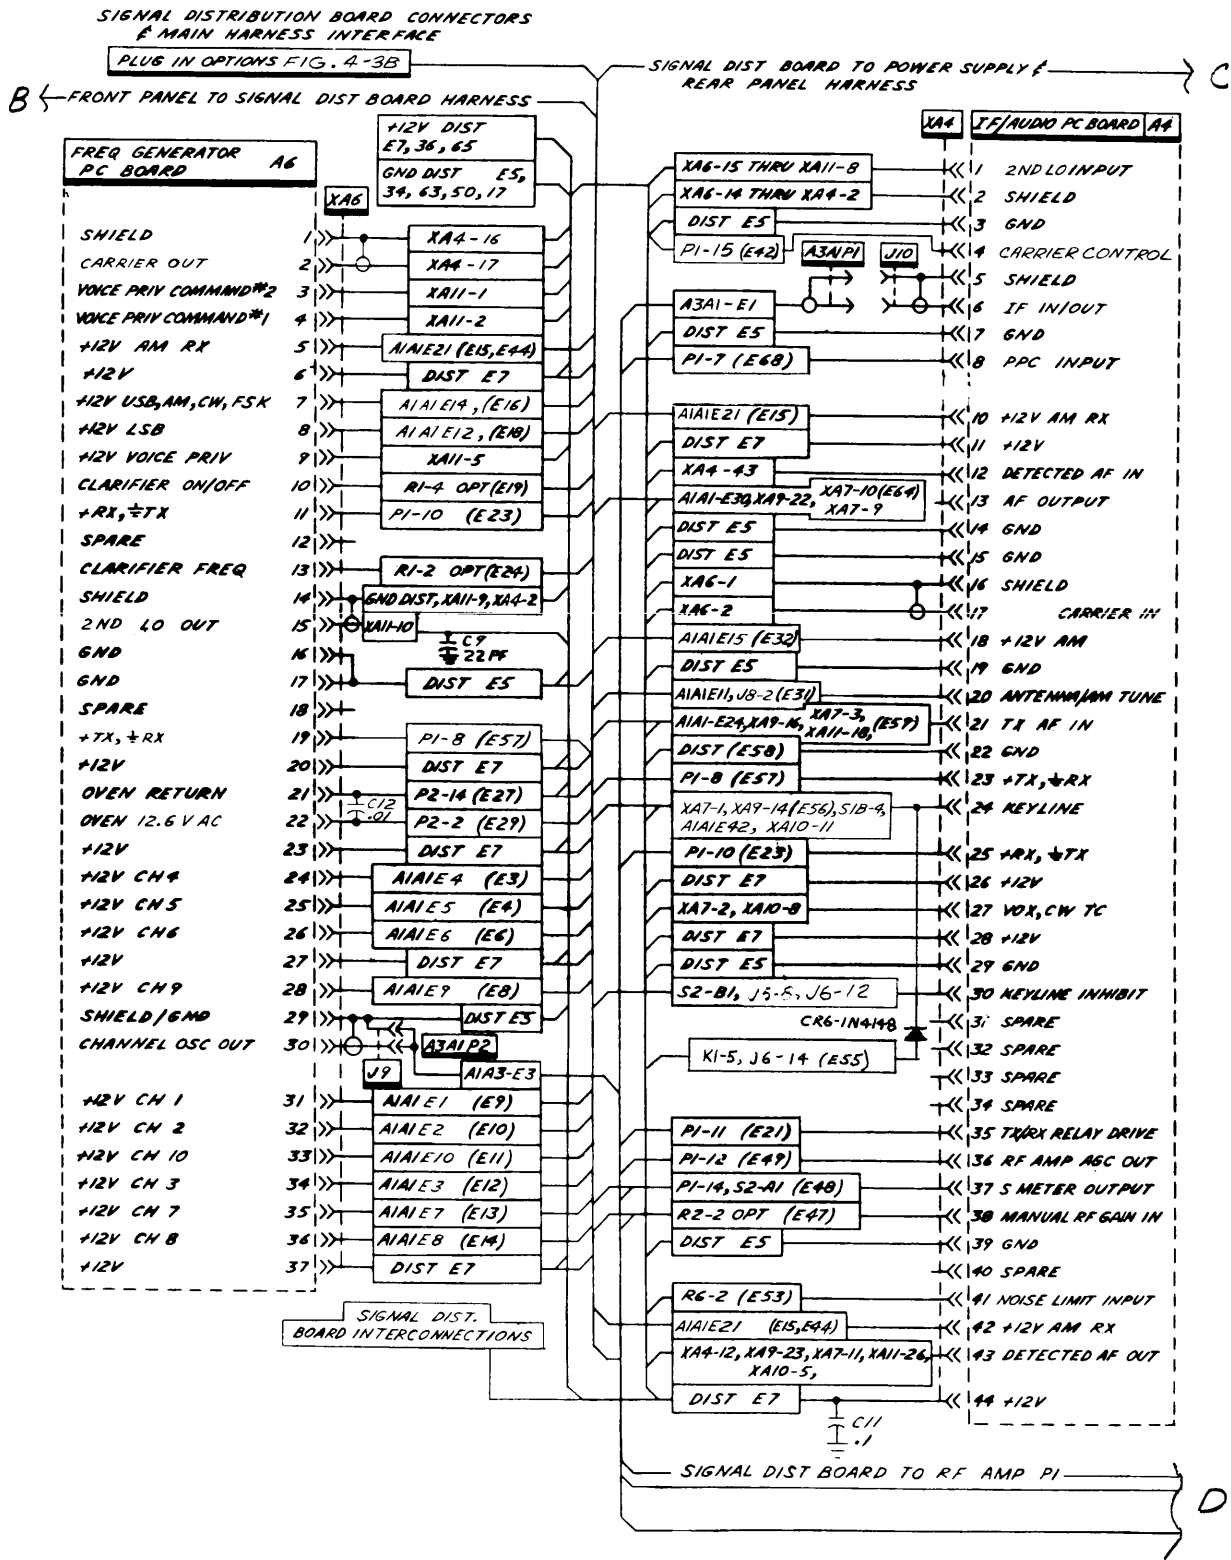 SIGNAL DISTRIBUTION BOARD CONNECTORS
& MAIN HARNESS INTERFACE
PLUG IN OPTIONS FIG. 4-3B
SIGNAL DIST BOARD TO POWER SUPPLY &
REAR PANEL HARNESS
C
B
FRONT PANEL TO SIGNAL DIST BOARD HARNESS
+12V DIST
E7, 36, 65
GND DIST E5,
34, 63, 50, 17
FREQ GENERATOR A6
PC BOARD
XA6
SHIELD 1 XA4-16
CARRIER OUT 2 XA4-17
VOICE PRIV COMMAND#2 3 XA11-1
VOICE PRIV COMMAND#1 4 XA11-2
+12V AM RX 5 A1A1E21 (E15,E44)
+12V 6 DIST E7
+12V USB,AM,CW,FSK 7 A1A1E14, (E16)
+12V LSB 8 A1A1E12, (E18)
+12V VOICE PRIV 9 XA11-5
CLARIFIER ON/OFF 10 R1-4 OPT(E19)
+RX,⏚TX 11 P1-10 (E23)
SPARE 12
CLARIFIER FREQ 13 R1-2 OPT(E24)
SHIELD 14 GND DIST, XA11-9, XA4-2
2ND LO OUT 15 XA11-10
C9
22PF
GND 16
GND 17 DIST E5
SPARE 18
+TX,⏚RX 19 P1-8 (E57)
+12V 20 DIST E7
OVEN RETURN 21 P2-14 (E27)
C12
.01
OVEN 12.6 V AC 22 P2-2 (E29)
+12V 23 DIST E7
+12V CH4 24 A1A1E4 (E3)
+12V CH5 25 A1A1E5 (E4)
+12V CH6 26 A1A1E6 (E6)
+12V 27 DIST E7
+12V CH9 28 A1A1E9 (E8)
SHIELD/GND 29 DIST E5
CHANNEL OSC OUT 30 A3A1P2
J9 A1A3-E3
+12V CH 1 31 A1A1E1 (E9)
+12V CH 2 32 A1A1E2 (E10)
+12V CH 10 33 A1A1E10 (E11)
+12V CH 3 34 A1A1E3 (E12)
+12V CH 7 35 A1A1E7 (E13)
+12V CH 8 36 A1A1E8 (E14)
+12V 37 DIST E7
SIGNAL DIST.
BOARD INTERCONNECTIONS
XA4 IF/AUDIO PC BOARD A4
XA6-15 THRU XA11-8 1 2ND LO INPUT
XA6-14 THRU XA4-2 2 SHIELD
DIST E5 3 GND
P1-15 (E42) 4 CARRIER CONTROL
A3A1P1 J10
5 SHIELD
A3A1-E1 6 IF IN/OUT
DIST E5 7 GND
P1-7 (E68) 8 PPC INPUT
A1A1E21 (E15) 10 +12V AM RX
DIST E7 11 +12V
XA4-43 12 DETECTED AF IN
A1A1-E30,XA9-22, XA7-10(E64) 13 AF OUTPUT
XA7-9
DIST E5 14 GND
DIST E5 15 GND
XA6-1 16 SHIELD
XA6-2 17 CARRIER IN
A1A1E15 (E32) 18 +12V AM
DIST E5 19 GND
A1A1E11, J8-2(E31) 20 ANTENNA/AM TUNE
A1A1-E24,XA9-16, XA7-3, XA11-18, (E59) 21 TX AF IN
DIST (E58) 22 GND
P1-8 (E57) 23 +TX,⏚RX
XA7-1, XA9-14(E56), S1B-4, 24 KEYLINE
A1A1E42, XA10-11
P1-10 (E23) 25 +RX,⏚TX
DIST E7 26 +12V
XA7-2, XA10-8 27 VOX,CW TC
DIST E7 28 +12V
DIST E5 29 GND
S2-B1, J5-8, J6-12 30 KEYLINE INHIBIT
CR6-1N4148 31 SPARE
32 SPARE
K1-5, J6-14 (E55)
33 SPARE
34 SPARE
P1-11 (E21) 35 TX/RX RELAY DRIVE
P1-12 (E49) 36 RF AMP AGC OUT
P1-14, S2-A1 (E48) 37 S METER OUTPUT
R2-2 OPT (E47) 38 MANUAL RF GAIN IN
DIST E5 39 GND
40 SPARE
R6-2 (E53) 41 NOISE LIMIT INPUT
A1A1E21 (E15,E44) 42 +12V AM RX
XA4-12, XA9-23, XA7-11, XA11-26, 43 DETECTED AF OUT
XA10-5,
DIST E7 44 +12V
C11
.1
SIGNAL DIST BOARD TO RF AMP P1
D